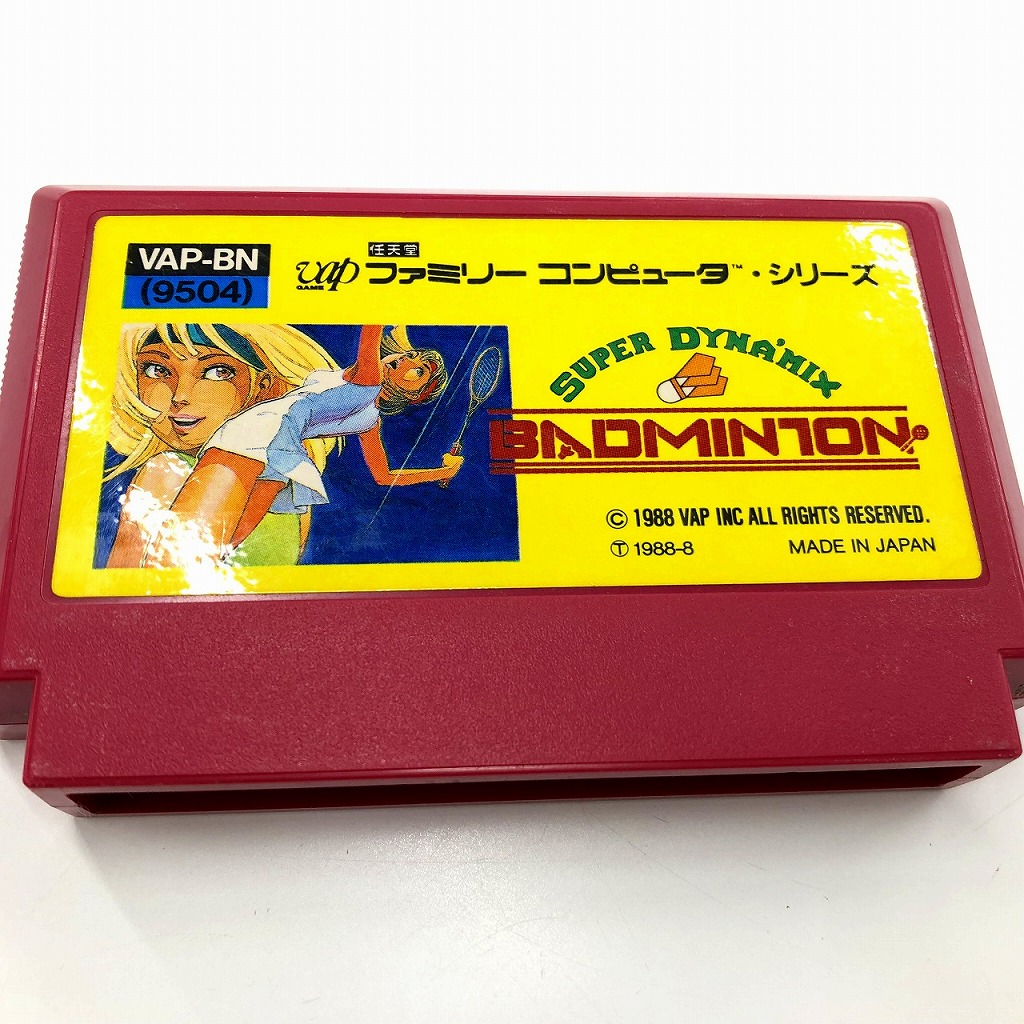 VAP-BN
(9504)
任天堂
vap GAME ファミリー コンピュータ™・シリーズ
SUPER DYNA'MIX
BADMINTON
© 1988 VAP INC ALL RIGHTS RESERVED.
Ⓣ 1988-8 MADE IN JAPAN